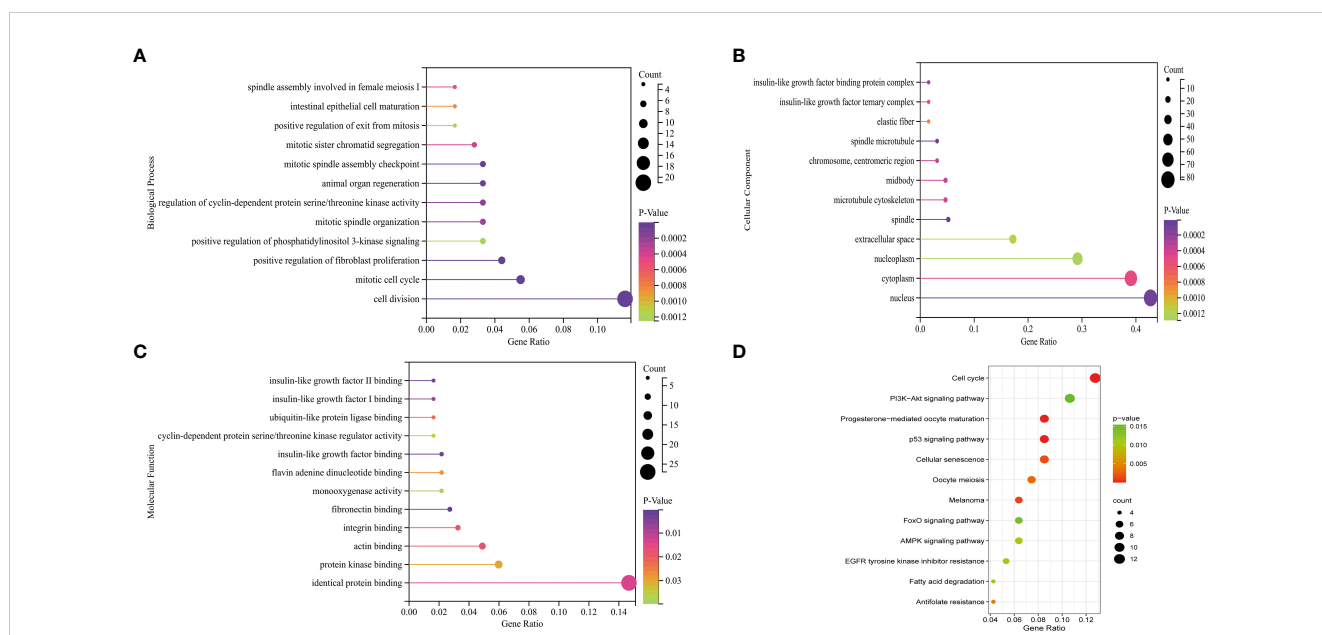 A
Biological Process
spindle assembly involved in female meiosis I
intestinal epithelial cell maturation
positive regulation of exit from mitosis
mitotic sister chromatid segregation
mitotic spindle assembly checkpoint
animal organ regeneration
regulation of cyclin-dependent protein serine/threonine kinase activity
mitotic spindle organization
positive regulation of phosphatidylinositol 3-kinase signaling
positive regulation of fibroblast proliferation
mitotic cell cycle
cell division
0.00 0.02 0.04 0.06 0.08 0.10
Gene Ratio
Count
4
6
8
10
12
14
16
18
20
P-Value
0.0002
0.0004
0.0006
0.0008
0.0010
0.0012
B
Cellular Component
insulin-like growth factor binding protein complex
insulin-like growth factor ternary complex
elastic fiber
spindle microtubule
chromosome, centromeric region
midbody
microtubule cytoskeleton
spindle
extracellular space
nucleoplasm
cytoplasm
nucleus
0.0 0.1 0.2 0.3 0.4
Gene Ratio
Count
10
20
30
40
50
60
70
80
P-Value
0.0002
0.0004
0.0006
0.0008
0.0010
0.0012
C
Molecular Function
insulin-like growth factor II binding
insulin-like growth factor I binding
ubiquitin-like protein ligase binding
cyclin-dependent protein serine/threonine kinase regulator activity
insulin-like growth factor binding
flavin adenine dinucleotide binding
monooxygenase activity
fibronectin binding
integrin binding
actin binding
protein kinase binding
identical protein binding
0.00 0.02 0.04 0.06 0.08 0.10 0.12 0.14
Gene Ratio
Count
5
10
15
20
25
P-Value
0.01
0.02
0.03
D
Cell cycle
PI3K−Akt signaling pathway
Progesterone−mediated oocyte maturation
p53 signaling pathway
Cellular senescence
Oocyte meiosis
Melanoma
FoxO signaling pathway
AMPK signaling pathway
EGFR tyrosine kinase inhibitor resistance
Fatty acid degradation
Antifolate resistance
0.04 0.06 0.08 0.10 0.12
Gene Ratio
p−value
0.015
0.010
0.005
count
4
6
8
10
12